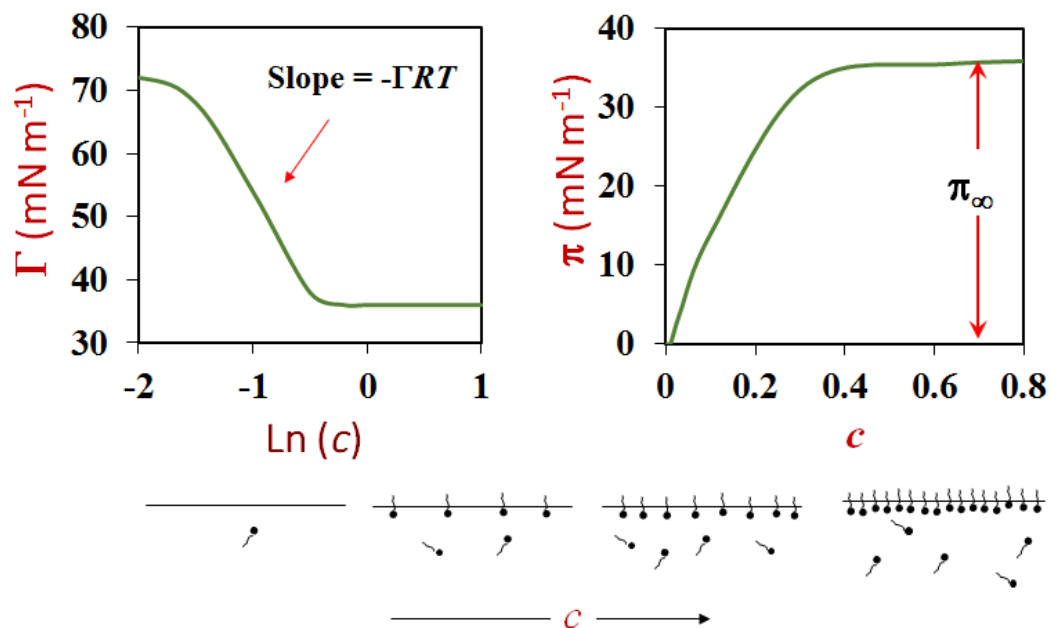 80
70
60
50
40
30
Γ (mN m⁻¹)
Slope = -ΓRT
-2 -1 0 1
Ln (c)
40
30
20
10
0
π (mN m⁻¹)
π∞
0 0.2 0.4 0.6 0.8
c
c